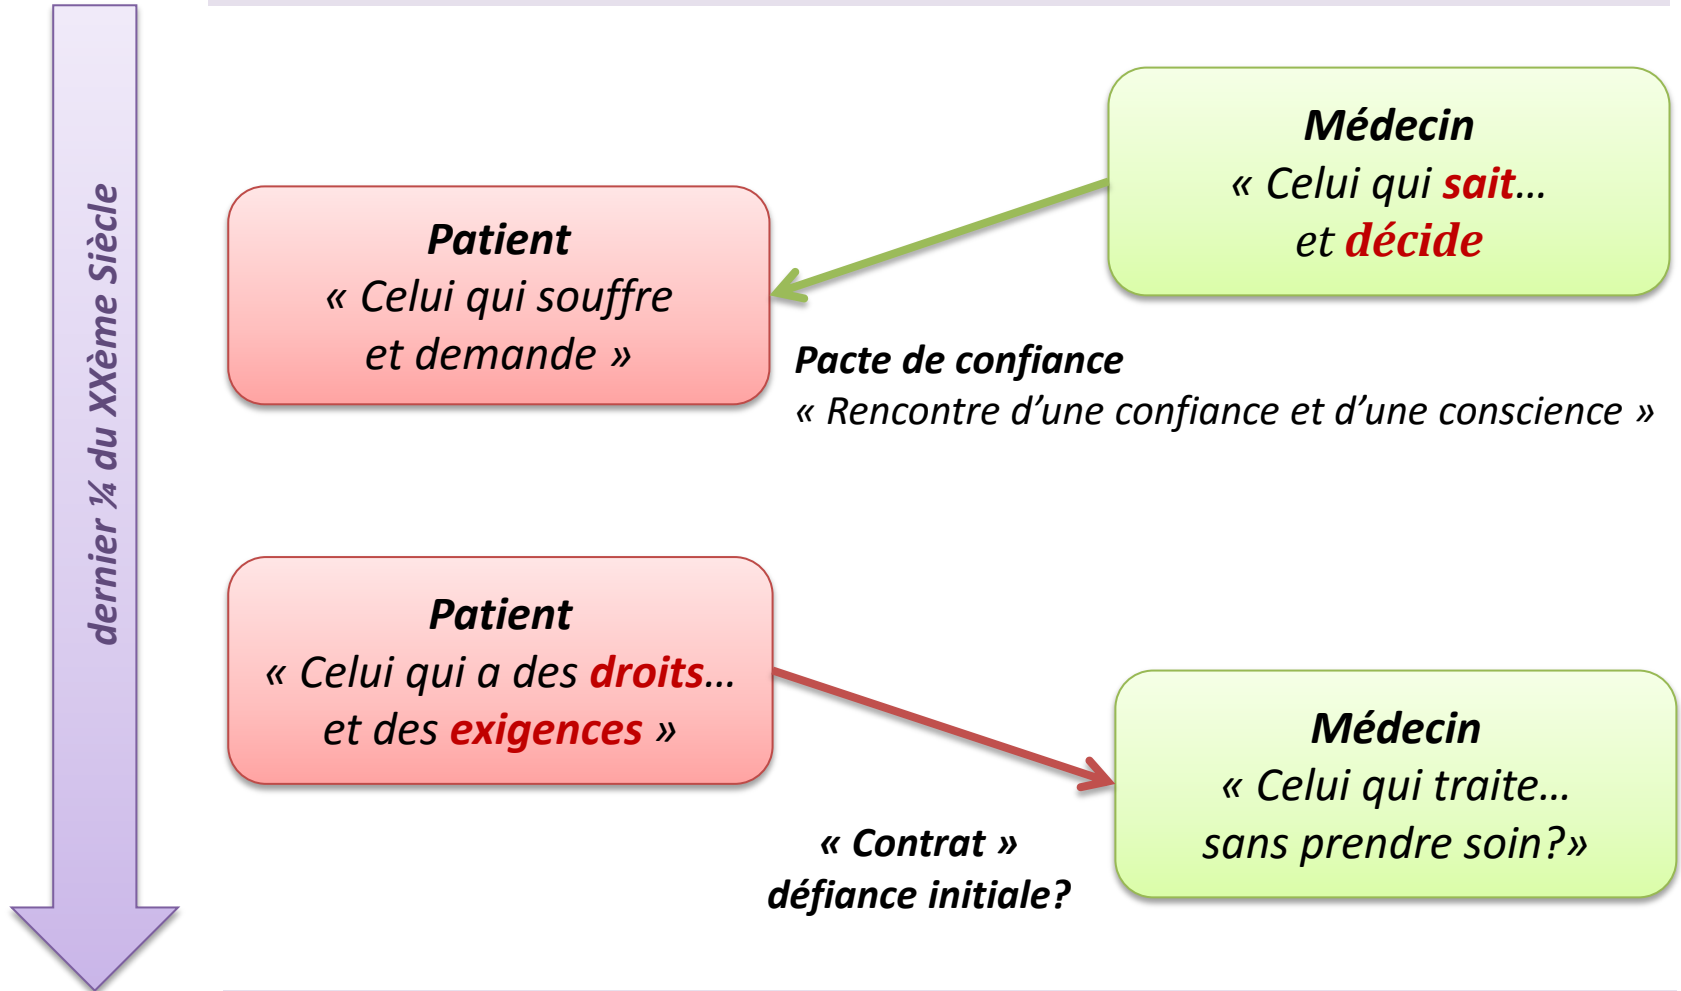 dernier ¼ du XXème Siècle
Médecin
« Celui qui sait…
et décide
Patient
« Celui qui souffre
et demande »
Pacte de confiance
« Rencontre d’une confiance et d’une conscience »
Patient
« Celui qui a des droits…
et des exigences »
Médecin
« Celui qui traite…
sans prendre soin?»
« Contrat »
défiance initiale?